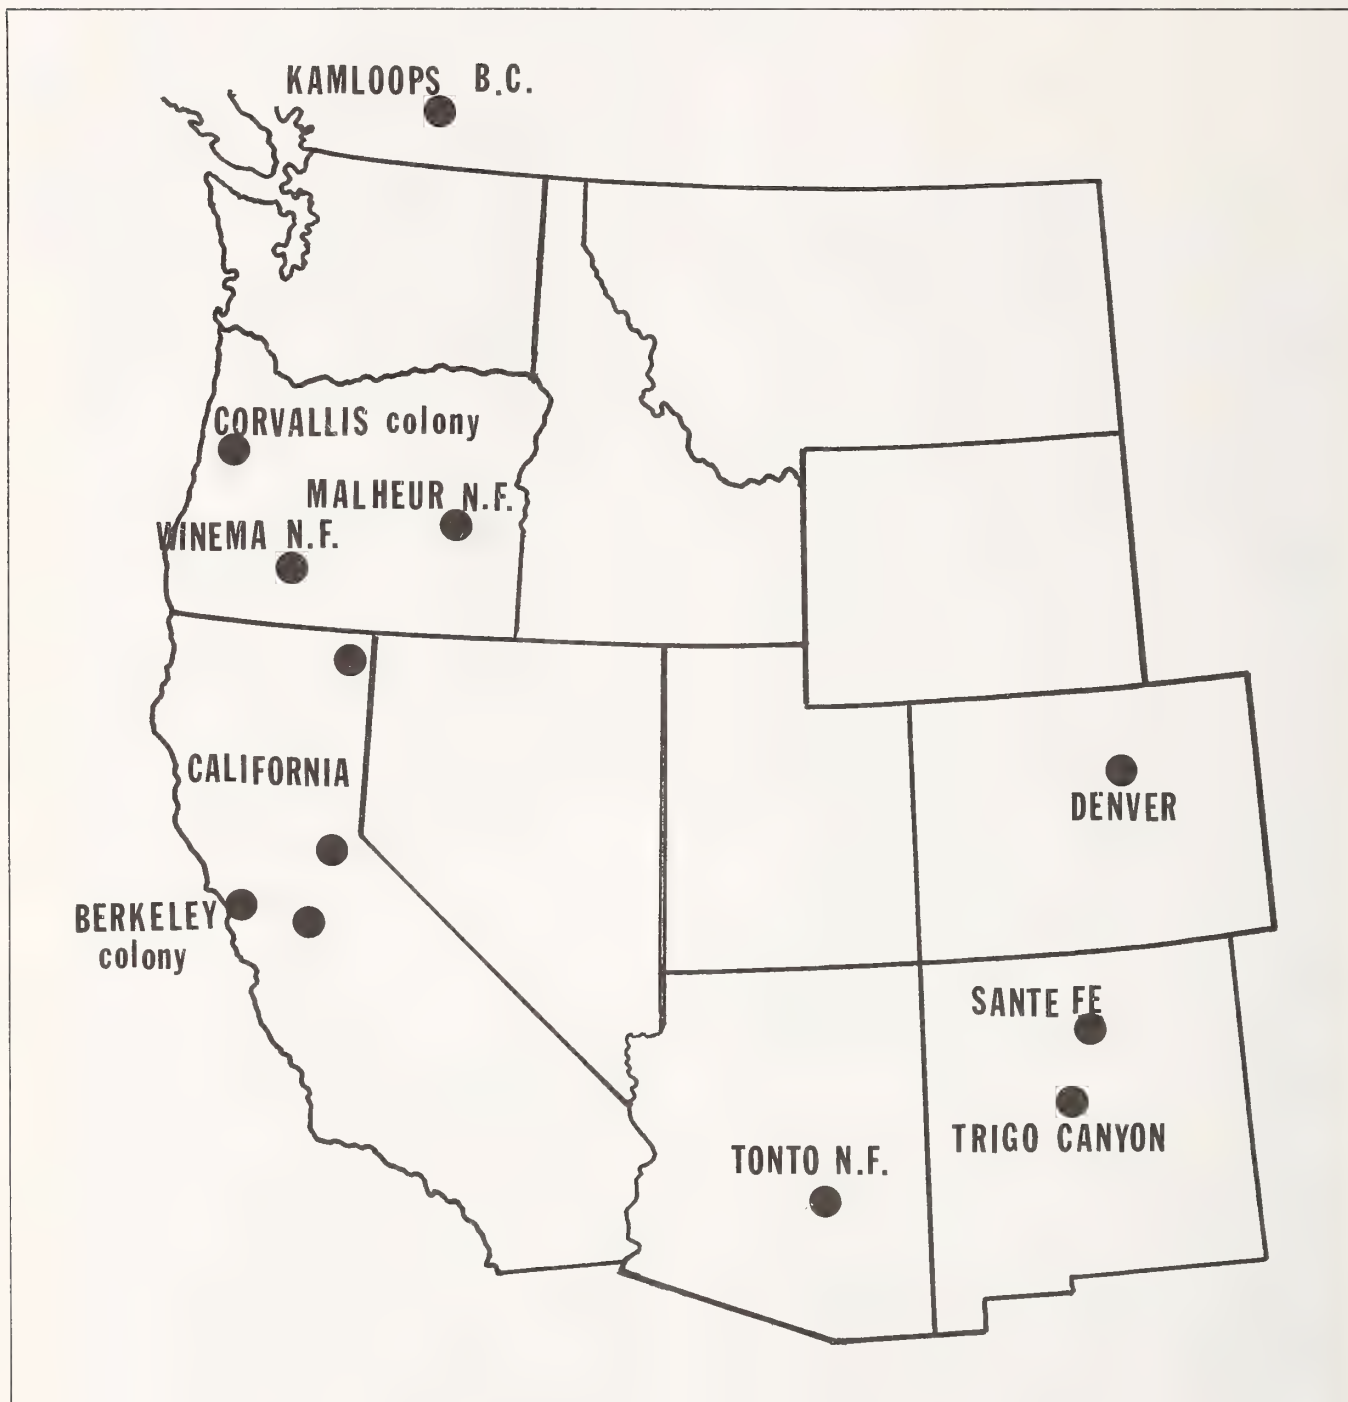 KAMLOOPS B.C.
CORVALLIS colony
MALHEUR N.F.
WINEMA N.F.
CALIFORNIA
DENVER
BERKELEY
colony
SANTE FE
TRIGO CANYON
TONTO N.F.